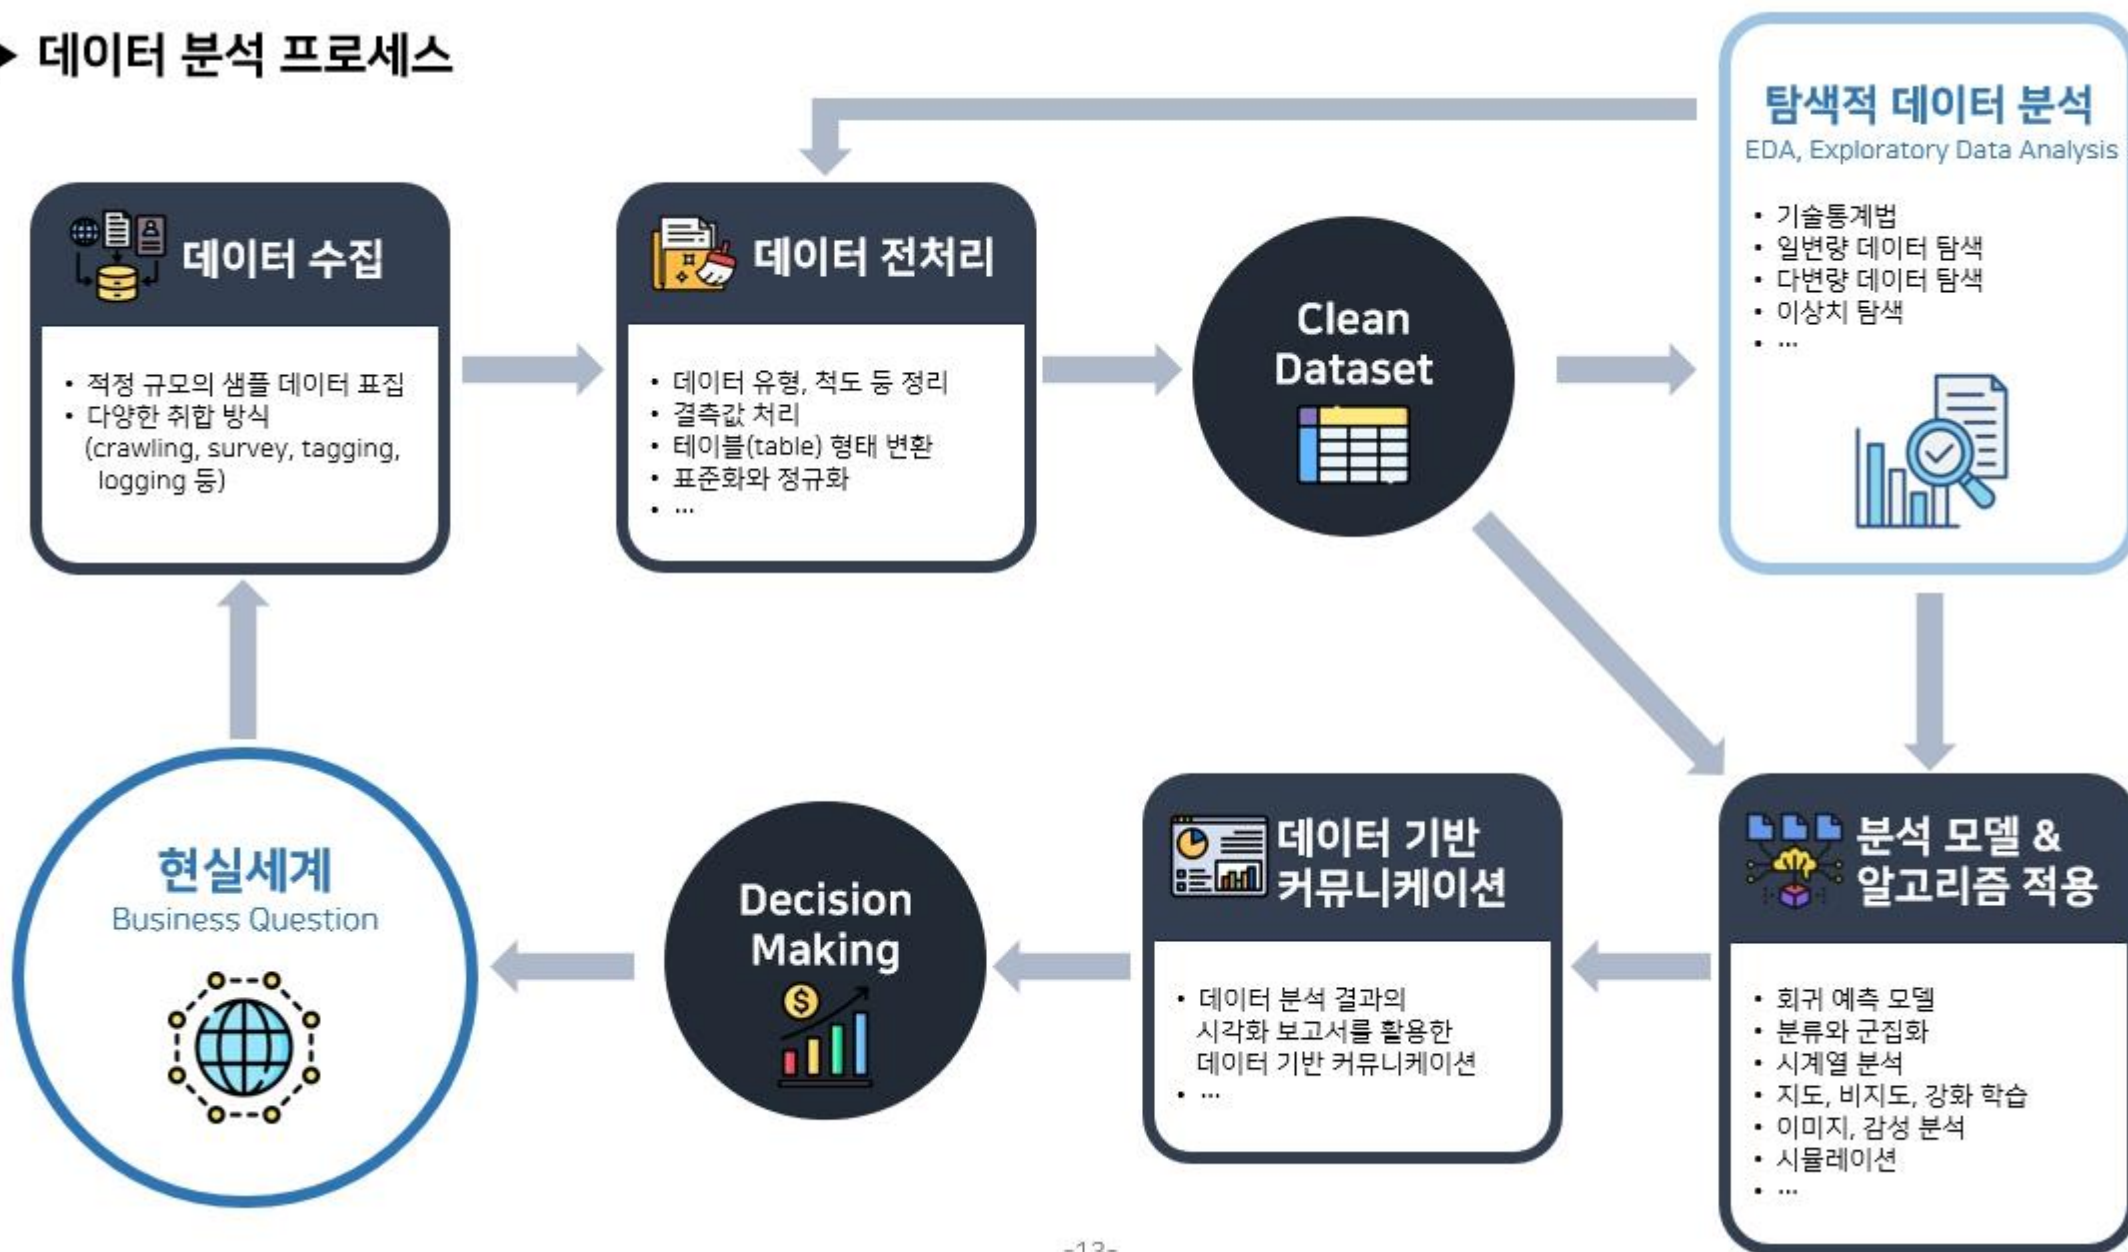 ▶ 데이터 분석 프로세스
데이터 수집
• 적정 규모의 샘플 데이터 표집
• 다양한 취합 방식
(crawling, survey, tagging,
logging 등)
데이터 전처리
• 데이터 유형, 척도 등 정리
• 결측값 처리
• 테이블(table) 형태 변환
• 표준화와 정규화
• ...
Clean
Dataset
탐색적 데이터 분석
EDA, Exploratory Data Analysis
• 기술통계법
• 일변량 데이터 탐색
• 다변량 데이터 탐색
• 이상치 탐색
• ...
분석 모델 &
알고리즘 적용
• 회귀 예측 모델
• 분류와 군집화
• 시계열 분석
• 지도, 비지도, 강화 학습
• 이미지, 감성 분석
• 시뮬레이션
• ...
데이터 기반
커뮤니케이션
• 데이터 분석 결과의
시각화 보고서를 활용한
데이터 기반 커뮤니케이션
• ...
Decision
Making
$
현실세계
Business Question
-13-